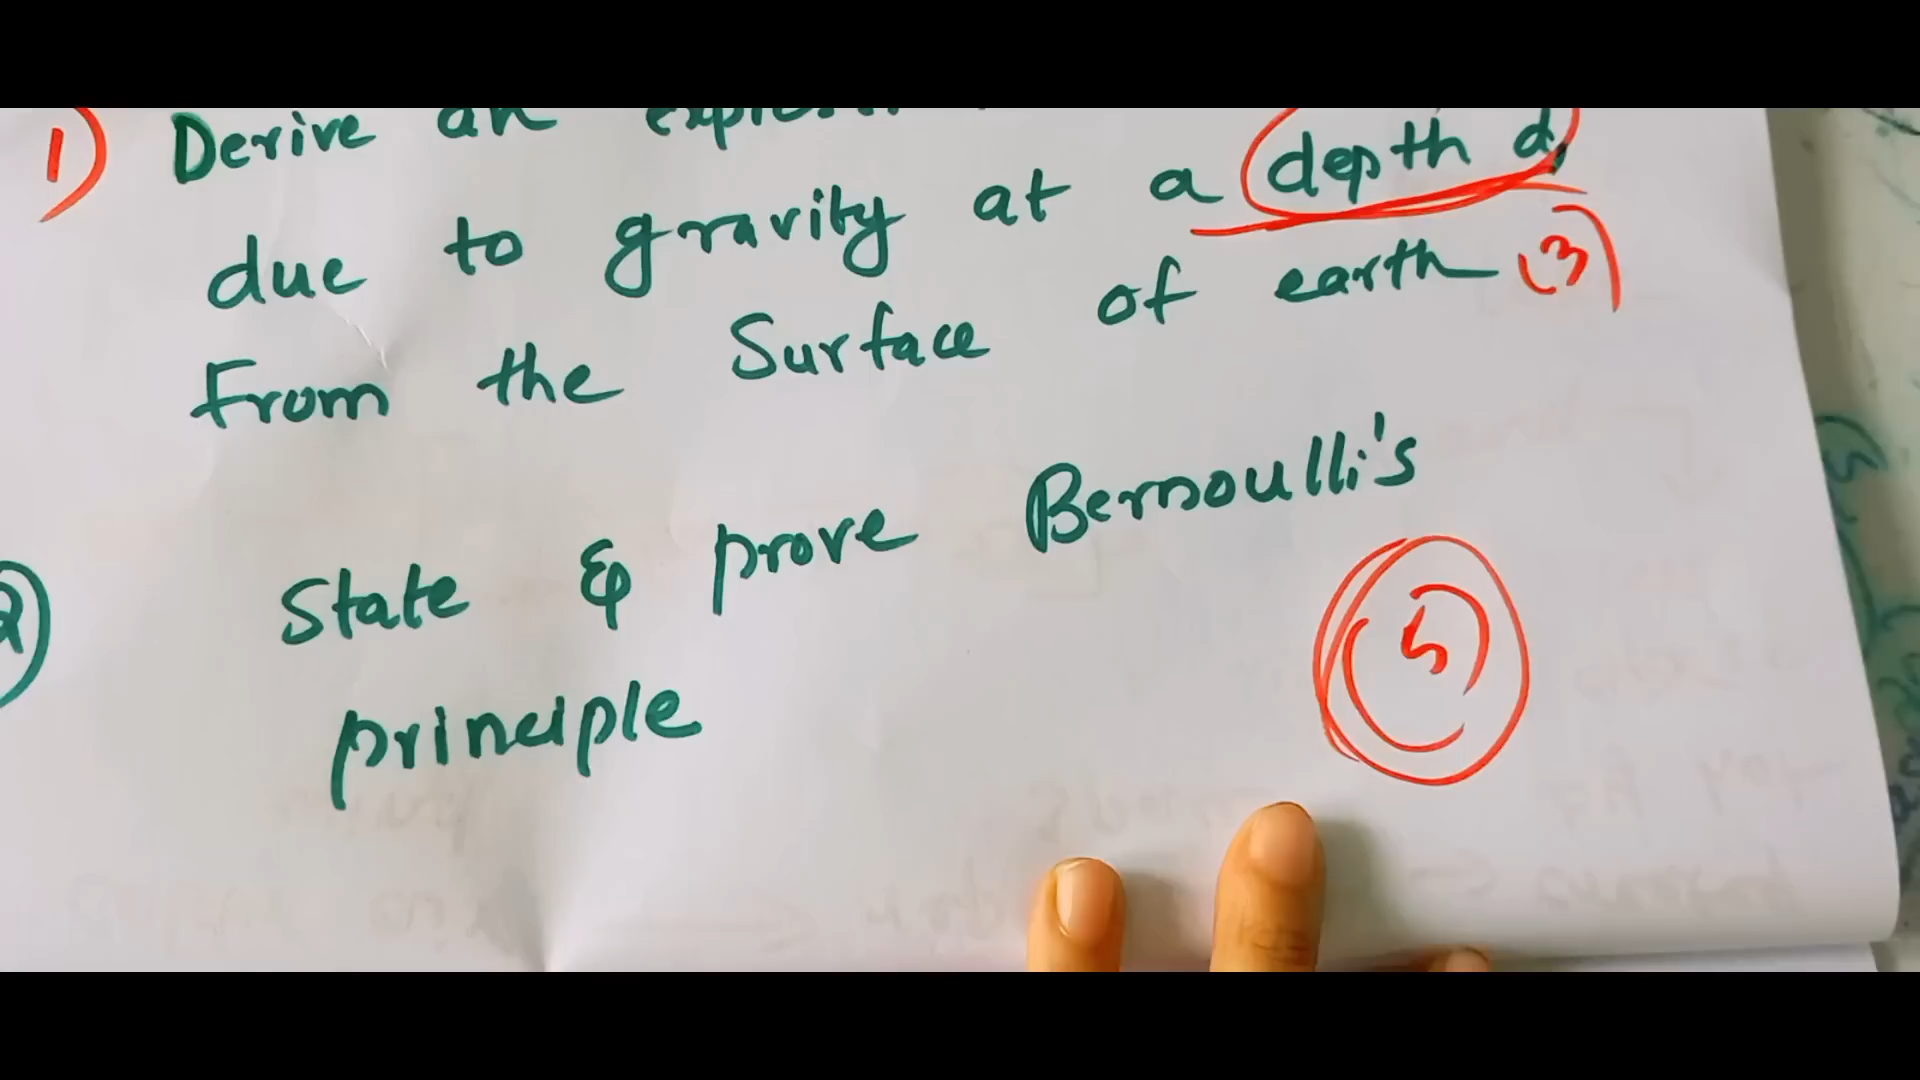 1) Derive an
due to gravity at a depth d,
From the Surface of earth (3)
2) State & prove Bernoulli's
principle (5)